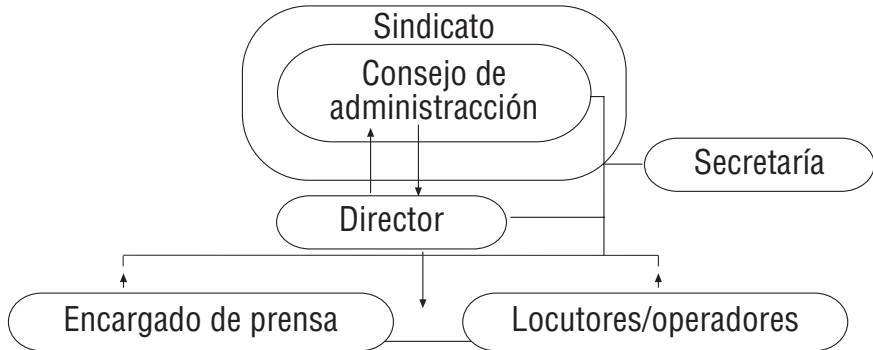 Sindicato
Consejo de
administracción
Secretaría
Director
Encargado de prensa
Locutores/operadores